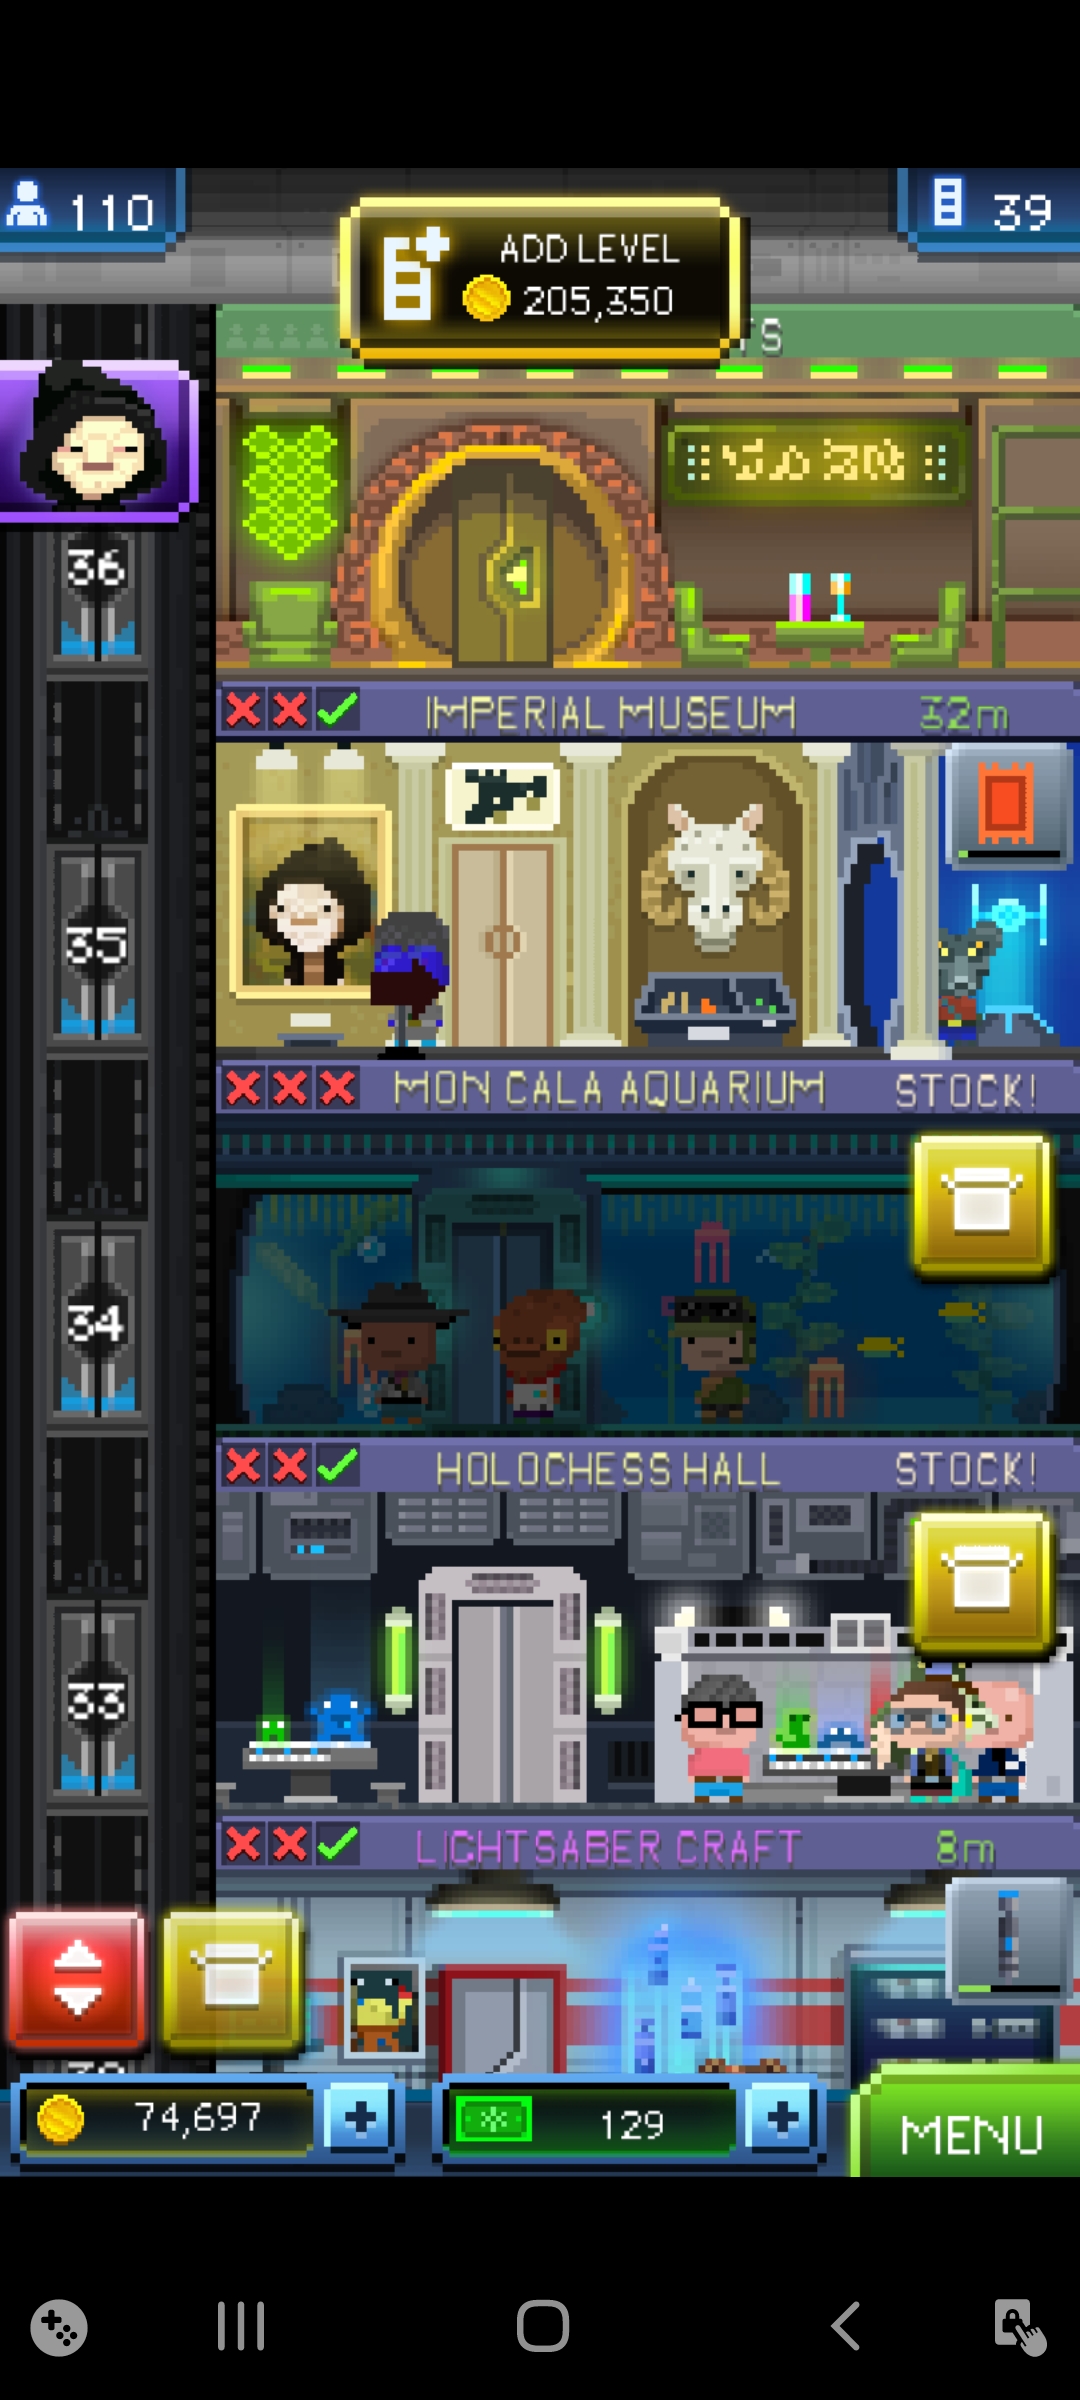 110
39
ADD LEVEL
205,350
TS
36
IMPERIAL MUSEUM 32m
35
MON CALA AQUARIUM STOCK!
34
HOLOCHESS HALL STOCK!
33
LIGHTSABER CRAFT 8m
74,697
129
MENU